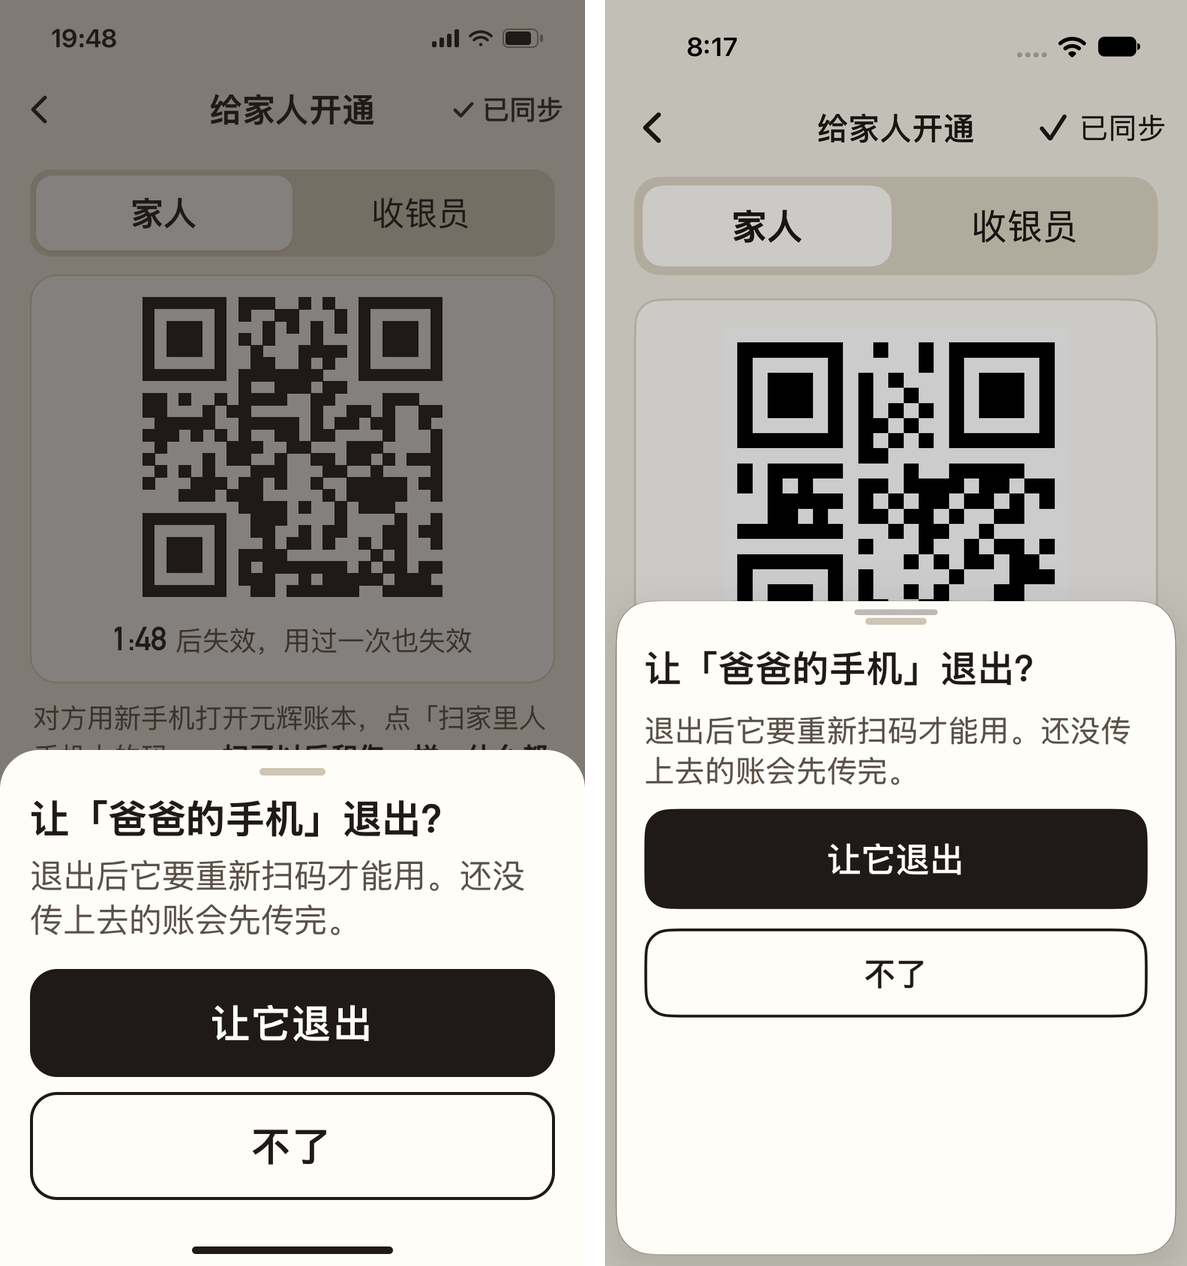 19:48
给家人开通
已同步
家人
收银员
1:48 后失效，用过一次也失效
对方用新手机打开元辉账本，点「扫家里人
让「爸爸的手机」退出?
退出后它要重新扫码才能用。还没
传上去的账会先传完。
让它退出
不了
8:17
给家人开通
已同步
家人
收银员
让「爸爸的手机」退出?
退出后它要重新扫码才能用。还没传
上去的账会先传完。
让它退出
不了